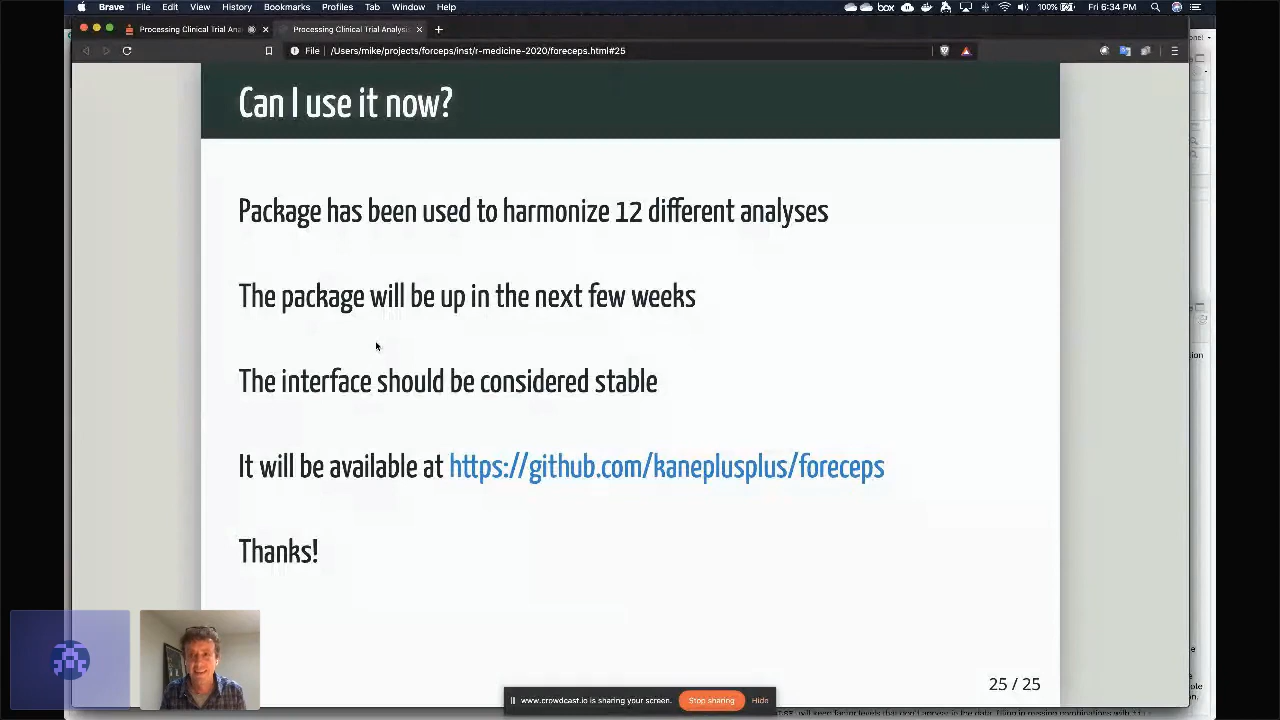 Brave File Edit View History Bookmarks Profiles Tab Window Help
box
100%
Fri 6:34 PM
Processing Clinical Trial Ana
Processing Clinical Trial Analysis
File /Users/mike/projects/forceps/inst/r-medicine-2020/foreceps.html#25
Can I use it now?
Package has been used to harmonize 12 different analyses
The package will be up in the next few weeks
The interface should be considered stable
It will be available at https://github.com/kaneplusplus/foreceps
Thanks!
25 / 25
www.crowdcast.io is sharing your screen. Stop sharing Hide